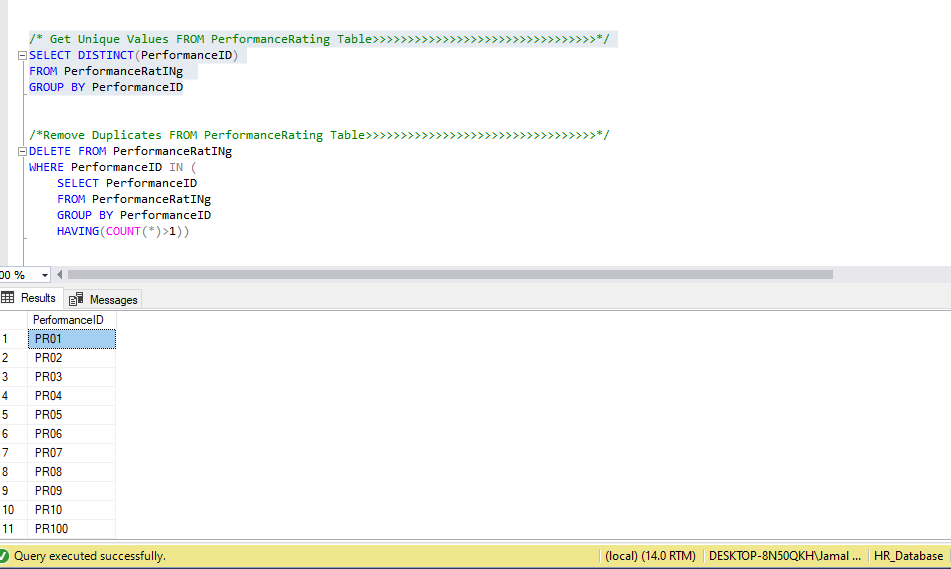 /* Get Unique Values FROM PerformanceRating Table>>>>>>>>>>>>>>>>>>>>>>>>>>>>>>>>*/
SELECT DISTINCT(PerformanceID)
FROM PerformanceRatINg
GROUP BY PerformanceID
/*Remove Duplicates FROM PerformanceRating Table>>>>>>>>>>>>>>>>>>>>>>>>>>>>>>>>>*/
DELETE FROM PerformanceRatINg
WHERE PerformanceID IN (
SELECT PerformanceID
FROM PerformanceRatINg
GROUP BY PerformanceID
HAVING(COUNT(*)>1))
00 %
Results Messages
PerformanceID
1 PR01
2 PR02
3 PR03
4 PR04
5 PR05
6 PR06
7 PR07
8 PR08
9 PR09
10 PR10
11 PR100
Query executed successfully. (local) (14.0 RTM) DESKTOP-8N50QKH\Jamal ... HR_Database